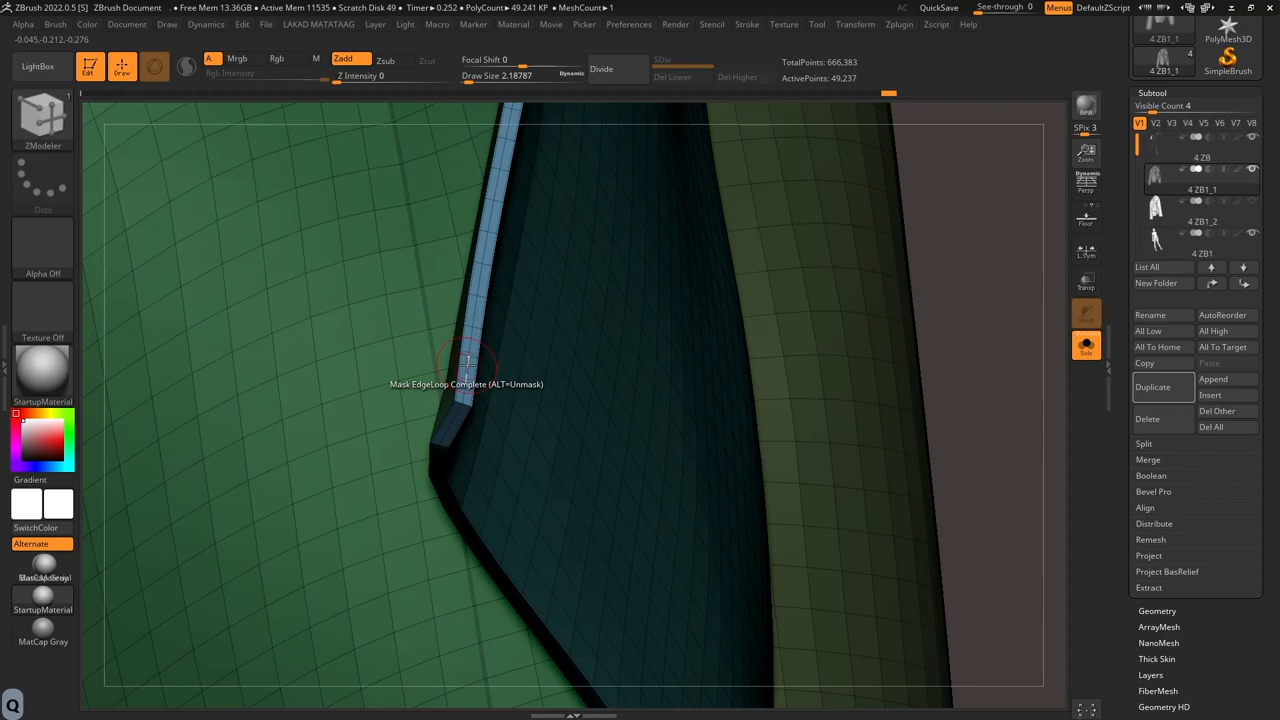 ZBrush 2022.0.5 [S] ZBrush Document . ● Free Mem 13.36GB ● Active Mem 11535 ● Scratch Disk 49 ● Timer▸0.252 ● PolyCount▸49.241 KP ● MeshCount▸1 AC QuickSave See-through 0 Menus DefaultZScript
Alpha Brush Color Document Draw Dynamics Edit File LAKAD MATATAAG Layer Light Macro Marker Material Movie Picker Preferences Render Stencil Stroke Texture Tool Transform Zplugin Zscript Help
-0.045,-0.212,-0.276
LightBox
Edit
Draw
A
Mrgb
Rgb
M
Rgb Intensity
Zadd
Zsub
Zcut
Z Intensity 0
Focal Shift 0
Draw Size 2.18787
Dynamic
Divide
SDiv
Del Lower
Del Higher
TotalPoints: 666,383
ActivePoints: 49,237
1
ZModeler
Dots
Alpha Off
Texture Off
StartupMaterial
Gradient
SwitchColor
Alternate
StartupMaterial
MatCap Gray
Mask EdgeLoop Complete (ALT=Unmask)
Q
BPR
SPix 3
Zoom
Dynamic
Persp
Floor
L.Sym
Transp
Solo
4 ZB1_1
PolyMesh3D
4
4 ZB1_1
SimpleBrush
Subtool
Visible Count 4
V1 V2 V3 V4 V5 V6 V7 V8
4 ZB
4 ZB1_1
4 ZB1_2
4 ZB1
List All
New Folder
Rename
AutoReorder
All Low
All High
All To Home
All To Target
Copy
Paste
Duplicate
Append
Insert
Delete
Del Other
Del All
Split
Merge
Boolean
Bevel Pro
Align
Distribute
Remesh
Project
Project BasRelief
Extract
Geometry
ArrayMesh
NanoMesh
Thick Skin
Layers
FiberMesh
Geometry HD